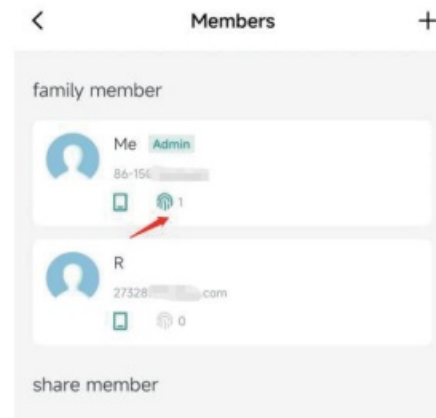 Members
family member
Me Admin
86-150
1
R
27328 .com
0
share member